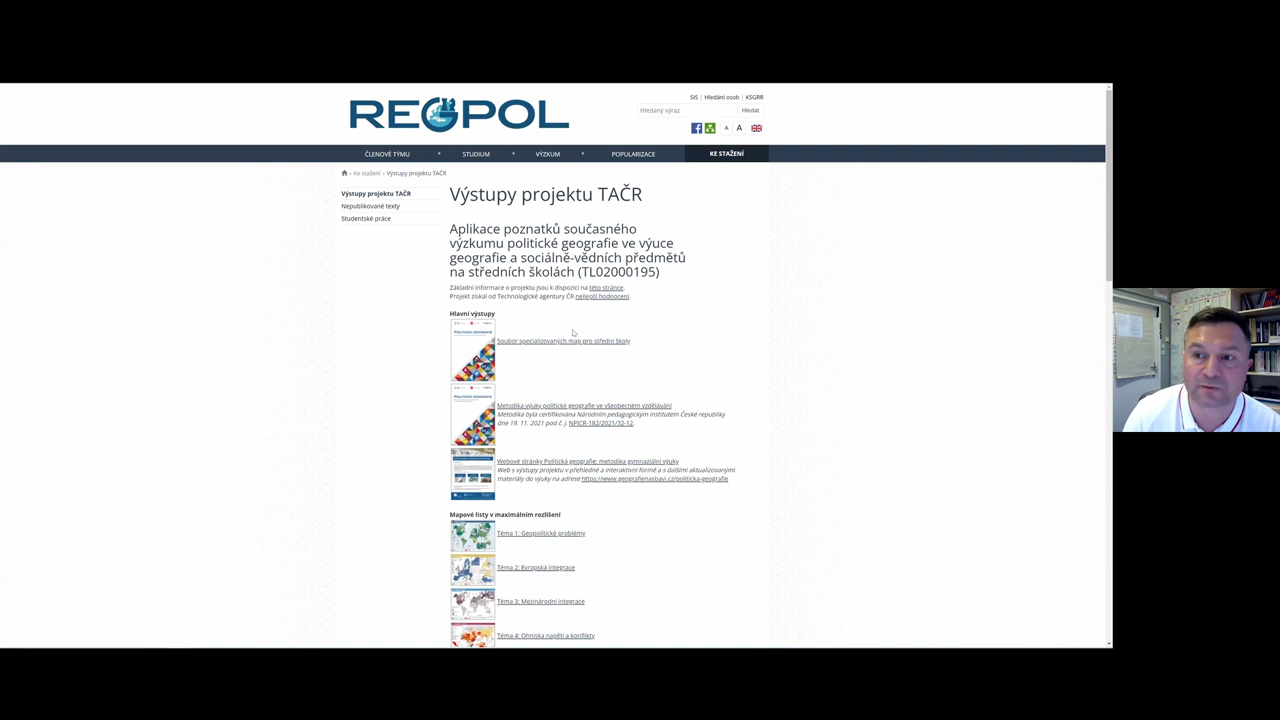 REGPOL
SIS | Hledání osob | KSGRR
Hledaný výraz Hledat
A A
ČLENOVÉ TÝMU STUDIUM VÝZKUM POPULARIZACE KE STAŽENÍ
› Ke stažení › Výstupy projektu TAČR
Výstupy projektu TAČR
Nepublikované texty
Studentské práce
Výstupy projektu TAČR
Aplikace poznatků současného
výzkumu politické geografie ve výuce
geografie a sociálně-vědních předmětů
na středních školách (TL02000195)
Základní informace o projektu jsou k dispozici na této stránce.
Projekt získal od Technologické agentury ČR nejlepší hodnocení.
Hlavní výstupy
POLITICKÁ GEOGRAFIE
Soubor specializovaných map pro střední školy
POLITICKÁ GEOGRAFIE
Metodika výuky politické geografie ve všeobecném vzdělávání
Metodika byla certifikována Národním pedagogickým institutem České republiky
dne 19. 11. 2021 pod č. j. NPICR-182/2021/32-12.
Webové stránky Politická geografie: metodika gymnaziální výuky
Web s výstupy projektu v přehledné a interaktivní formě a s dalšími aktualizovanými
materiály do výuky na adrese https://www.geografienasbavi.cz/politicka-geografie
Mapové listy v maximálním rozlišení
Téma 1: Geopolitické problémy
Téma 2: Evropská integrace
Téma 3: Mezinárodní integrace
Téma 4: Ohniska napětí a konflikty